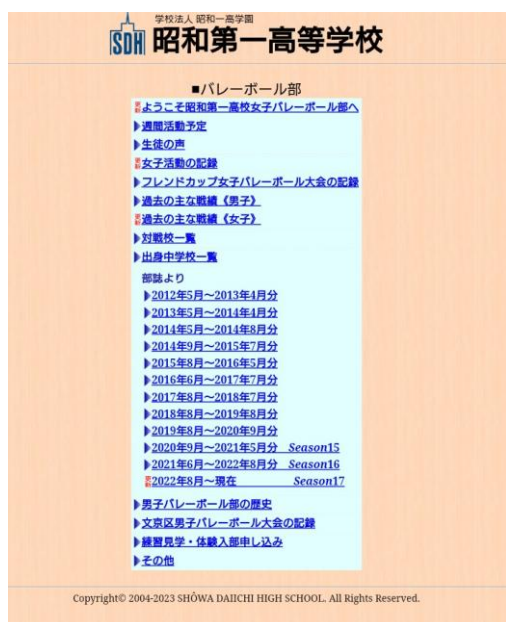 学校法人 昭和一高学園
SDH 昭和第一高等学校
■バレーボール部
更新ようこそ昭和第一高校女子バレーボール部へ
週間活動予定
生徒の声
更新女子活動の記録
フレンドカップ女子バレーボール大会の記録
過去の主な戦績《男子》
更新過去の主な戦績《女子》
対戦校一覧
出身中学校一覧
部誌より
2012年5月～2013年4月分
2013年5月～2014年4月分
2014年5月～2014年8月分
2014年9月～2015年7月分
2015年8月～2016年5月分
2016年6月～2017年7月分
2017年8月～2018年7月分
2018年8月～2019年8月分
2019年8月～2020年9月分
2020年9月～2021年5月分 Season15
2021年6月～2022年8月分 Season16
更新2022年8月～現在 Season17
男子バレーボール部の歴史
文京区男子バレーボール大会の記録
練習見学・体験入部申し込み
その他
Copyright© 2004-2023 SHÔWA DAIICHI HIGH SCHOOL. All Rights Reserved.